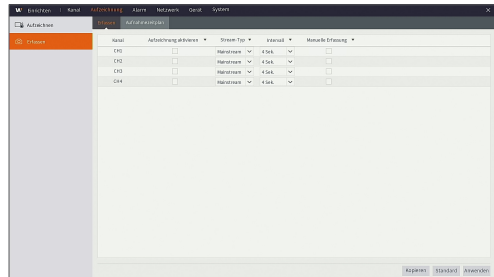 W Einrichten | Kanal Aufzeichnung Alarm Netzwerk Gerät System ×
Aufzeichnen
Erfassen
Erfassen Aufnahmezeitplan
Kanal Aufzeichnung aktivieren Stream-Typ Intervall Manuelle Erfassung
CH1 Mainstream 4 Sek.
CH2 Mainstream 4 Sek.
CH3 Mainstream 4 Sek.
CH4 Mainstream 4 Sek.
Kopieren Standard Anwenden